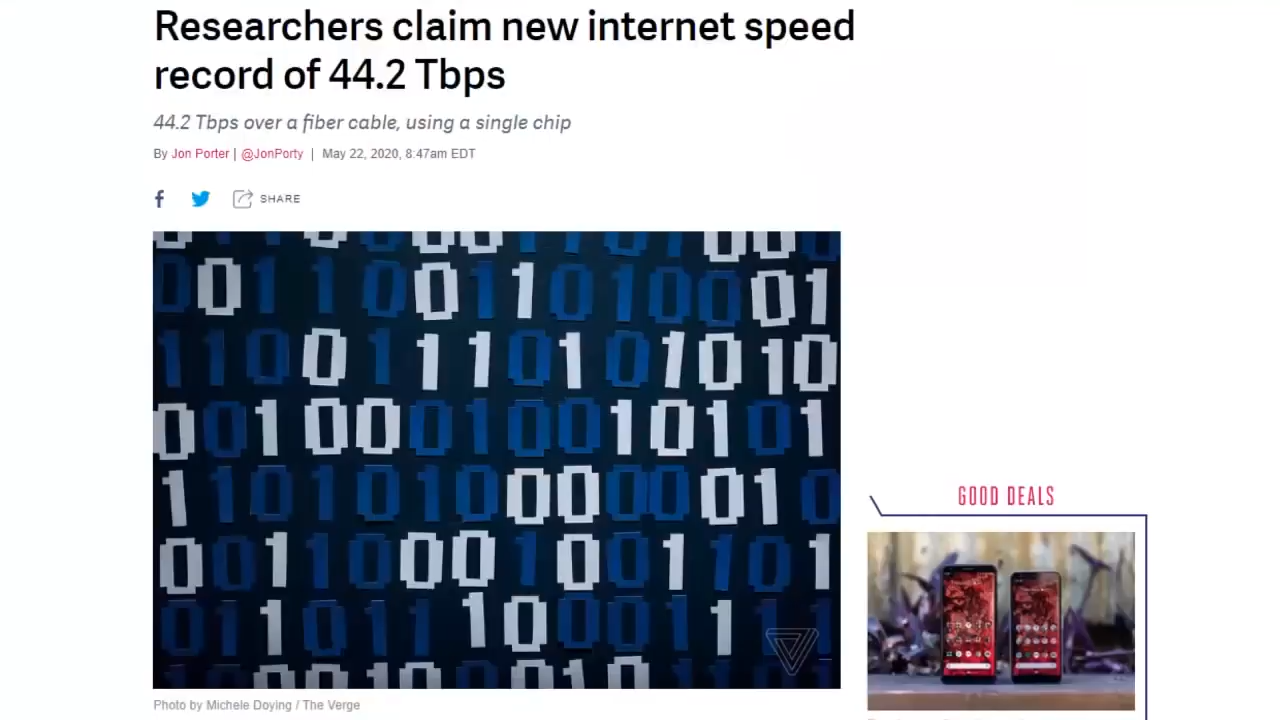 Researchers claim new internet speed
record of 44.2 Tbps
44.2 Tbps over a fiber cable, using a single chip
By Jon Porter | @JonPorty | May 22, 2020, 8:47am EDT
SHARE
GOOD DEALS
Photo by Michele Doying / The Verge